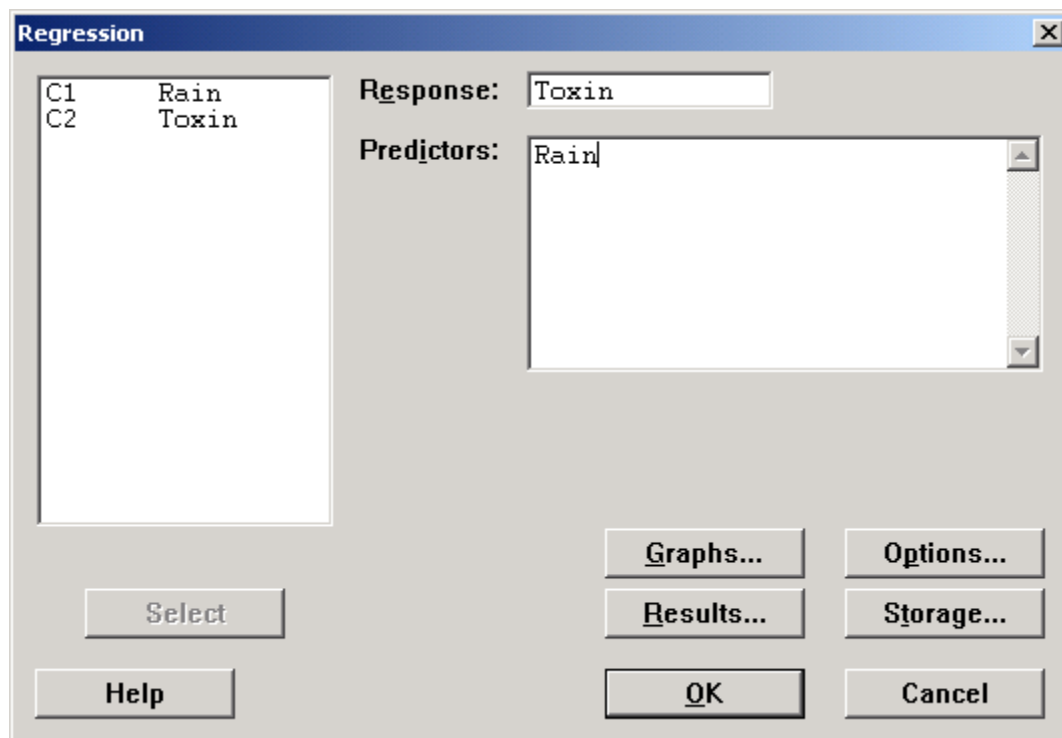 Regression
C1 Rain
C2 Toxin
Response: Toxin
Predictors: Rain
Graphs... Options...
Select Results... Storage...
Help OK Cancel